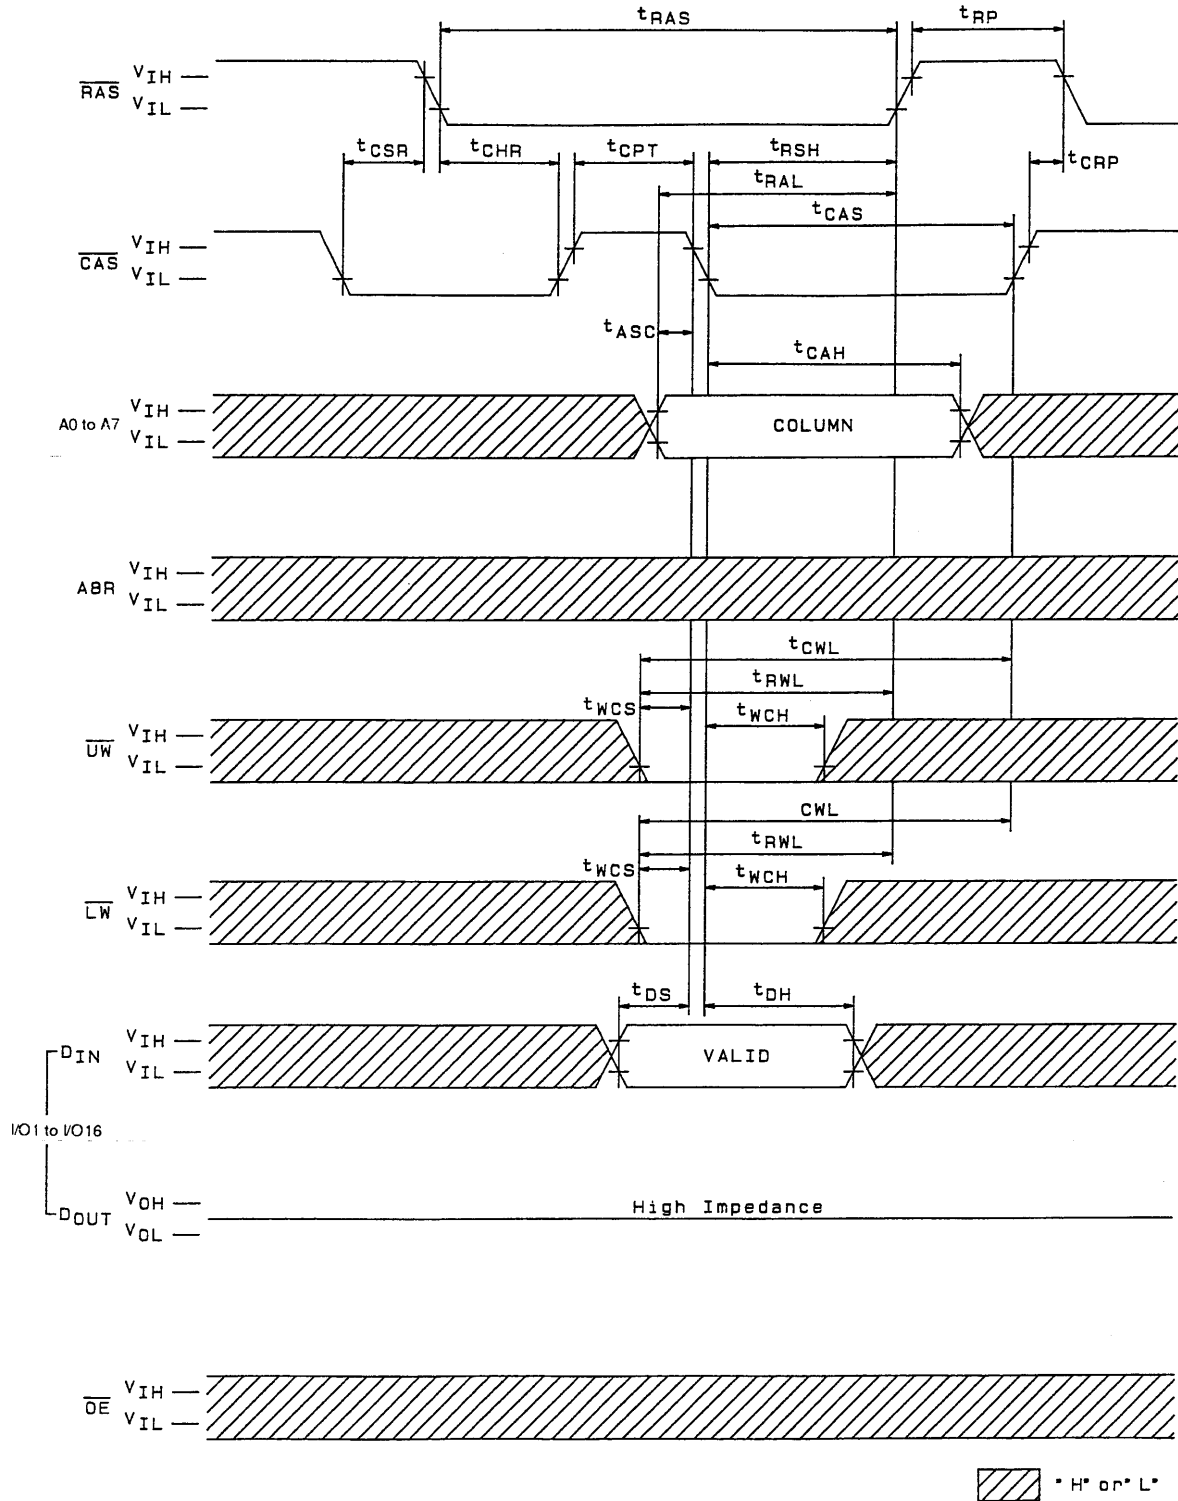 tRAS
tRP
RAS VIH
VIL
tCSR tCHR tCPT tRSH tCRP
tRAL
tCAS
CAS VIH
VIL
tASC
tCAH
A0 to A7 VIH
VIL
COLUMN
A8R VIH
VIL
tCWL
tRWL
tWCS tWCH
UW VIH
VIL
CWL
tRWL
tWCS tWCH
LW VIH
VIL
tDS tDH
DIN VIH
VIL
VALID
I/O1 to I/O16
DOUT VOH
VOL
High Impedance
OE VIH
VIL
"H" or "L"